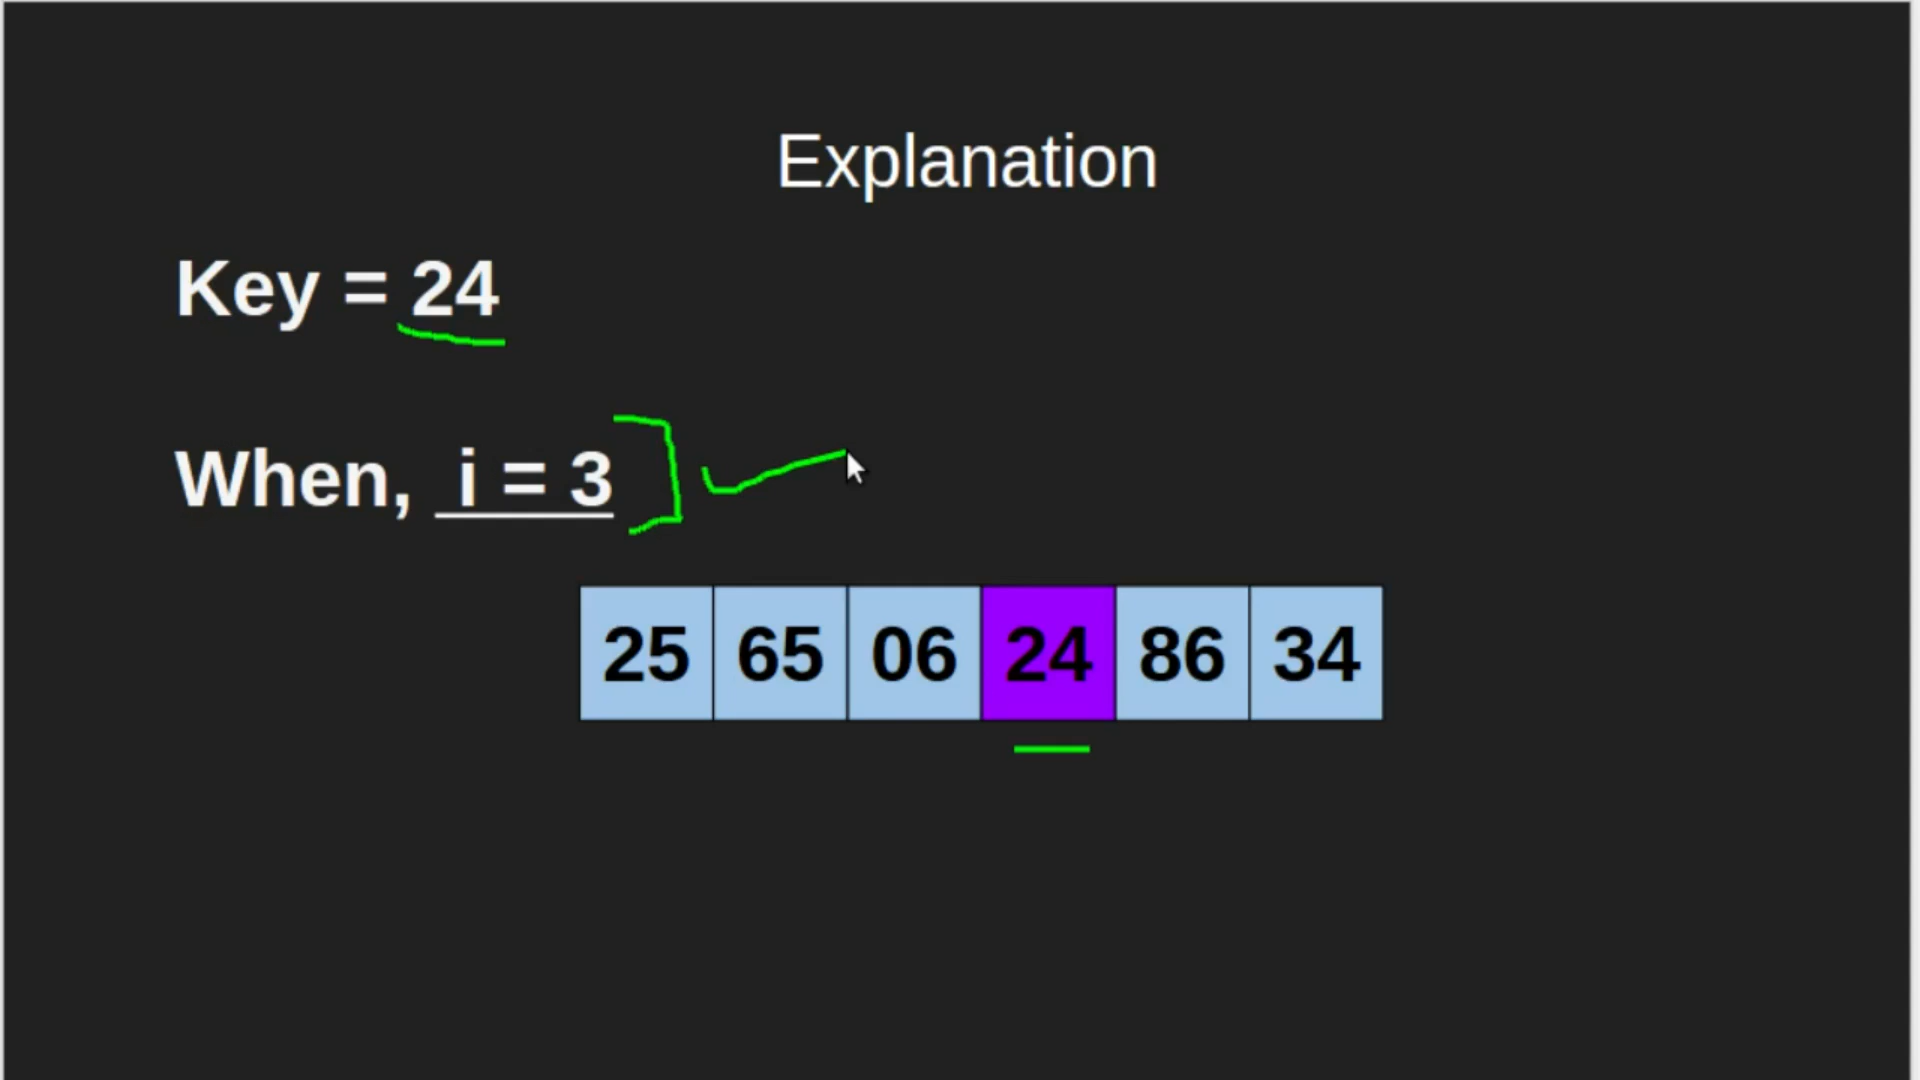 Explanation
Key = 24
When, i = 3
25 65 06 24 86 34